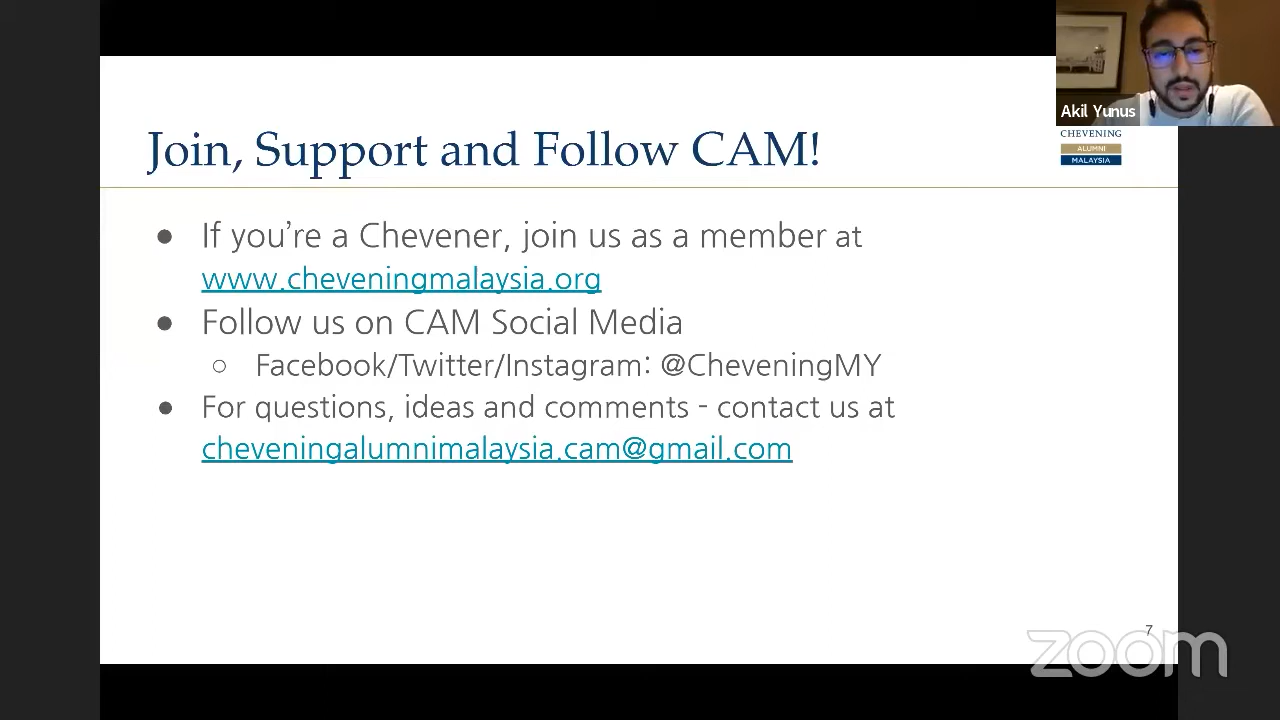 Akil Yunus
CHEVENING
ALUMNI
MALAYSIA
Join, Support and Follow CAM!
● If you’re a Chevener, join us as a member at
www.cheveningmalaysia.org
● Follow us on CAM Social Media
○ Facebook/Twitter/Instagram: @CheveningMY
● For questions, ideas and comments - contact us at
cheveningalumnimalaysia.cam@gmail.com
7
zoom